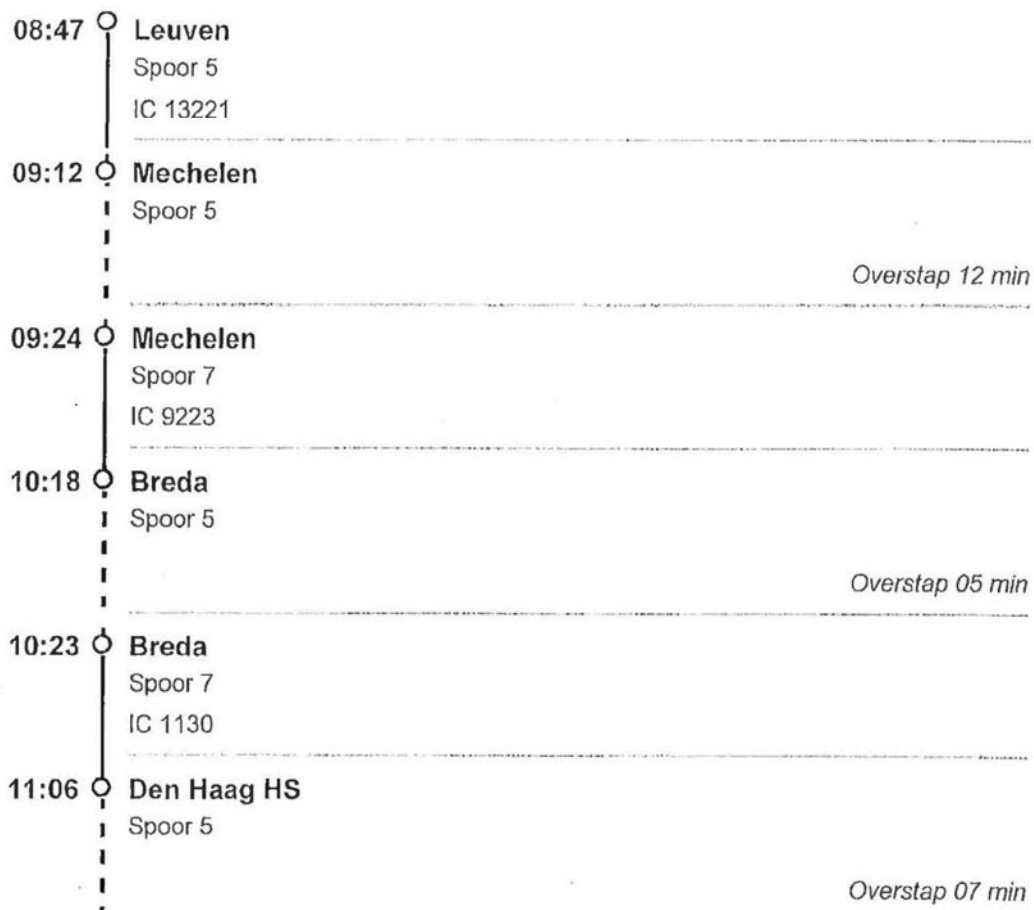 08:47 Leuven
Spoor 5
IC 13221
09:12 Mechelen
Spoor 5
Overstap 12 min
09:24 Mechelen
Spoor 7
IC 9223
10:18 Breda
Spoor 5
Overstap 05 min
10:23 Breda
Spoor 7
IC 1130
11:06 Den Haag HS
Spoor 5
Overstap 07 min